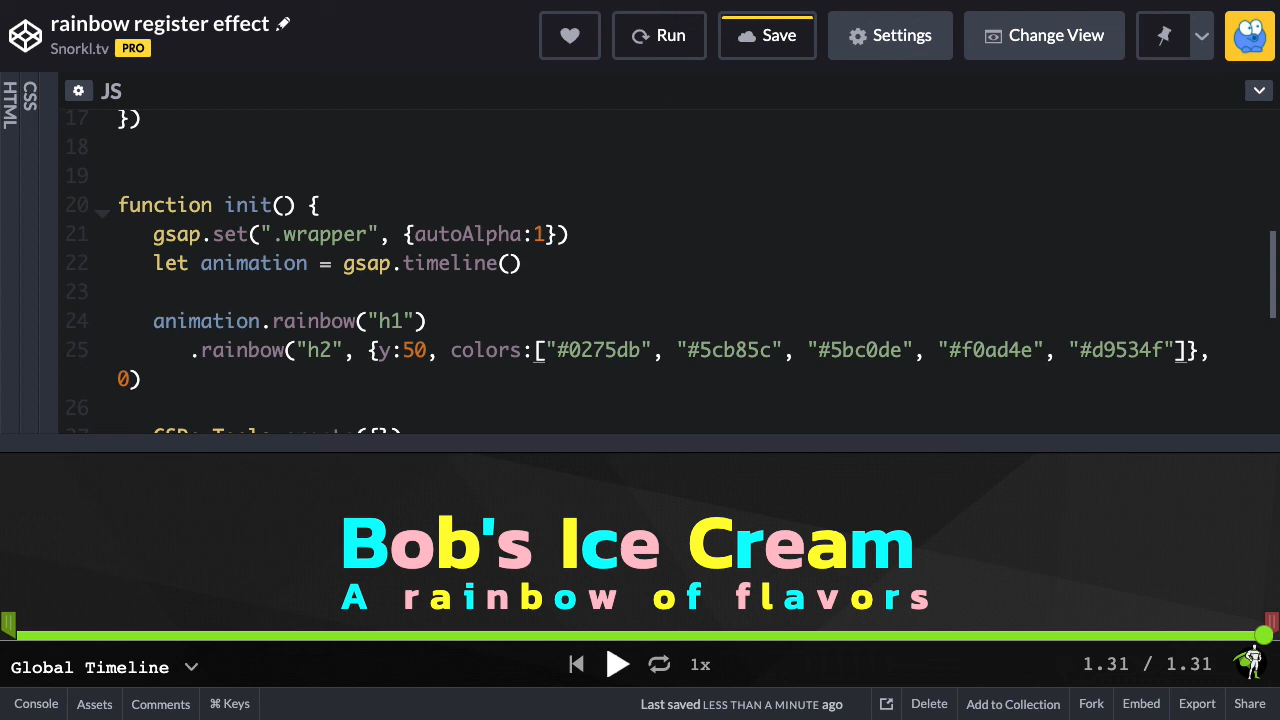 rainbow register effect
Snorkl.tv PRO
Run
Save
Settings
Change View
HTML
CSS
JS
17 })
18
19
20 function init() {
21 gsap.set(".wrapper", {autoAlpha:1})
22 let animation = gsap.timeline()
23
24 animation.rainbow("h1")
25 .rainbow("h2", {y:50, colors:["#0275db", "#5cb85c", "#5bc0de", "#f0ad4e", "#d9534f"]},
0)
26
Bob's Ice Cream
A rainbow of flavors
Global Timeline
1x
1.31 / 1.31
Console Assets Comments ⌘ Keys Last saved LESS THAN A MINUTE ago Delete Add to Collection Fork Embed Export Share